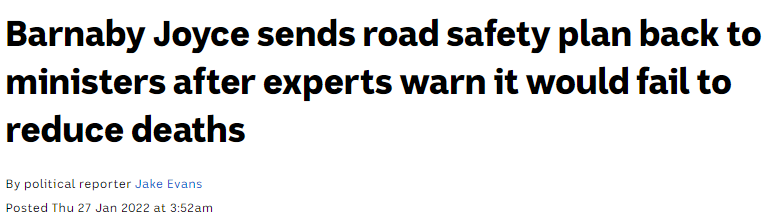 Barnaby Joyce sends road safety plan back to
ministers after experts warn it would fail to
reduce deaths
By political reporter Jake Evans
Posted Thu 27 Jan 2022 at 3:52am